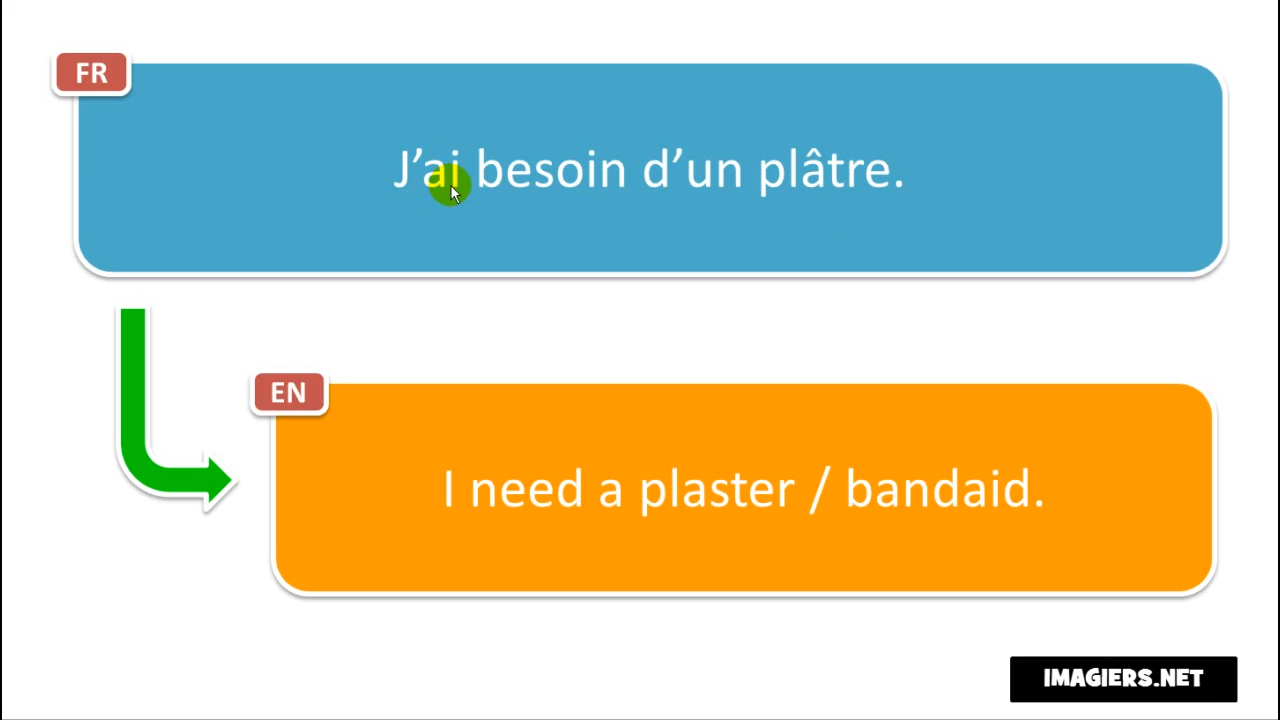 FR
J’ai besoin d’un plâtre.
EN
I need a plaster / bandaid.
IMAGIERS.NET